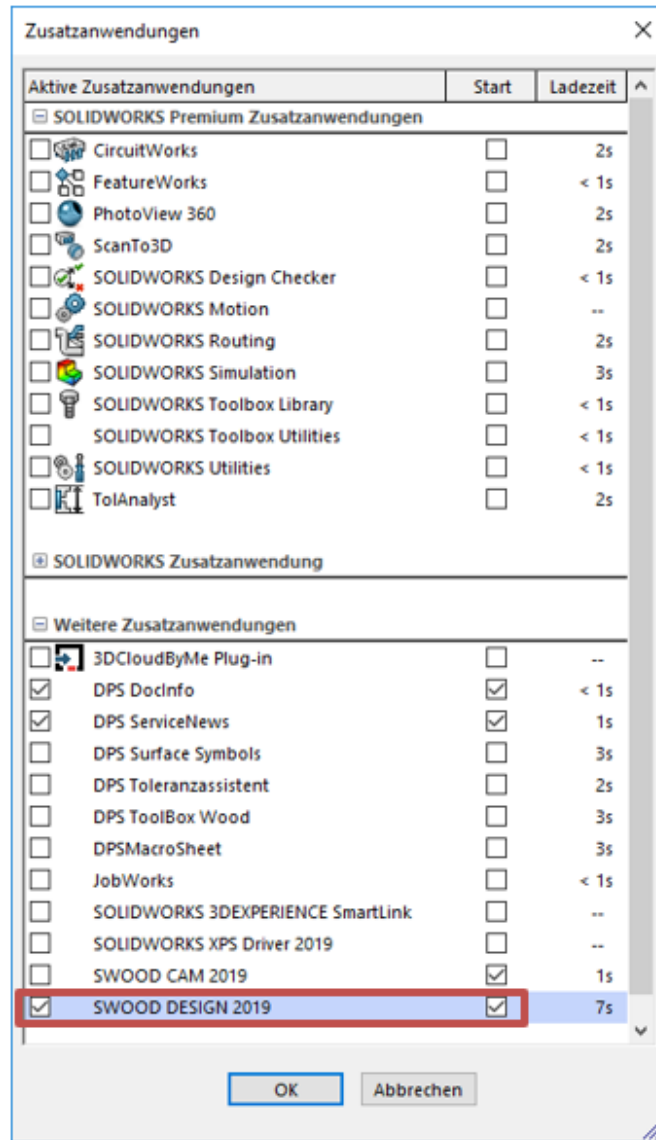 Zusatzanwendungen
Aktive Zusatzanwendungen Start Ladezeit
SOLIDWORKS Premium Zusatzanwendungen
CircuitWorks 2s
FeatureWorks < 1s
PhotoView 360 2s
ScanTo3D 2s
SOLIDWORKS Design Checker < 1s
SOLIDWORKS Motion --
SOLIDWORKS Routing 2s
SOLIDWORKS Simulation 3s
SOLIDWORKS Toolbox Library < 1s
SOLIDWORKS Toolbox Utilities < 1s
SOLIDWORKS Utilities < 1s
TolAnalyst 2s
SOLIDWORKS Zusatzanwendung
Weitere Zusatzanwendungen
3DCloudByMe Plug-in --
DPS DocInfo < 1s
DPS ServiceNews 1s
DPS Surface Symbols 3s
DPS Toleranzassistent 2s
DPS ToolBox Wood 3s
DPSMacroSheet 3s
JobWorks < 1s
SOLIDWORKS 3DEXPERIENCE SmartLink --
SOLIDWORKS XPS Driver 2019 --
SWOOD CAM 2019 1s
SWOOD DESIGN 2019 7s
OK Abbrechen